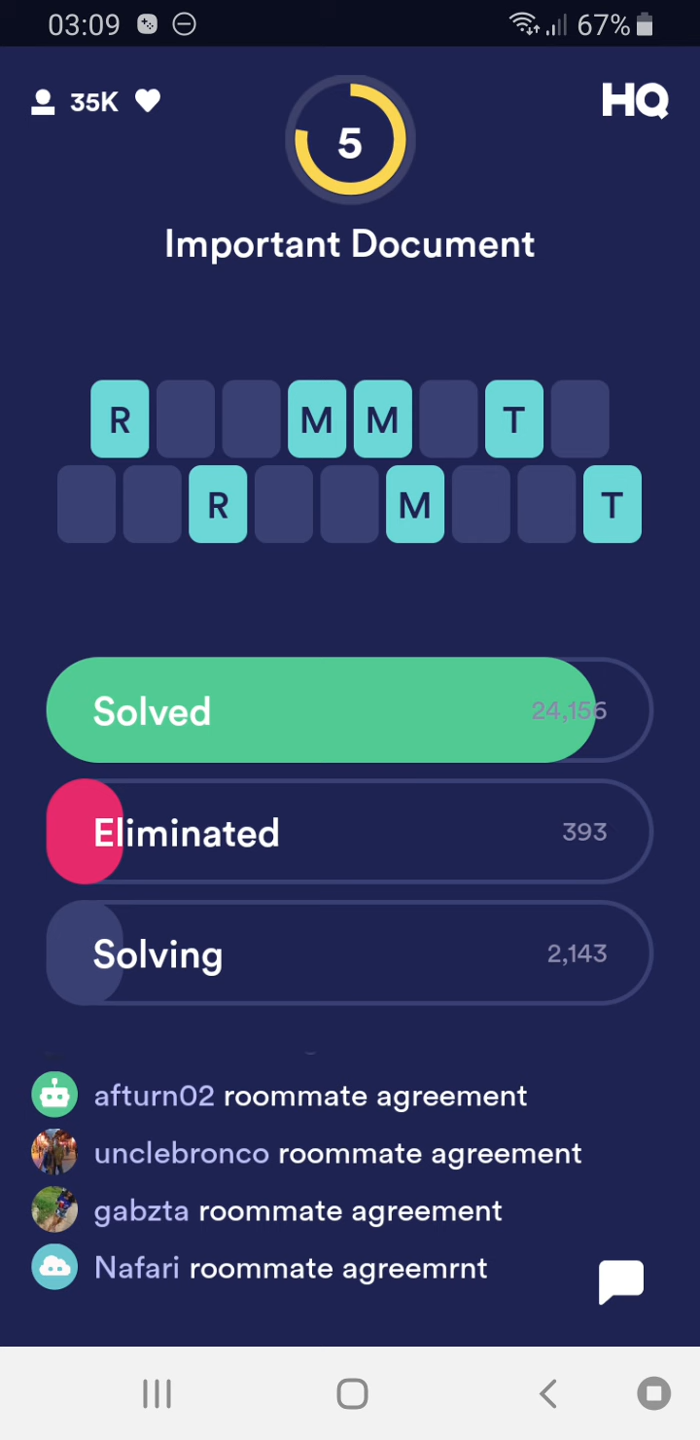 03:09 67%
35K HQ
5
Important Document
R M M T
R M T
Solved 24,156
Eliminated 393
Solving 2,143
afturn02 roommate agreement
unclebronco roommate agreement
gabzta roommate agreement
Nafari roommate agreemrnt